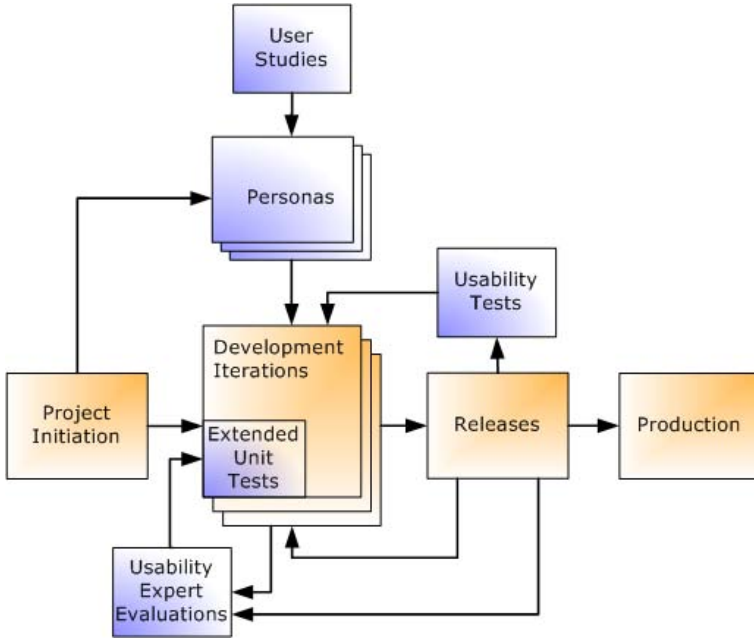 User
Studies
Personas
Usability
Tests
Development
Iterations
Project
Initiation
Extended
Unit
Tests
Releases
Production
Usability
Expert
Evaluations